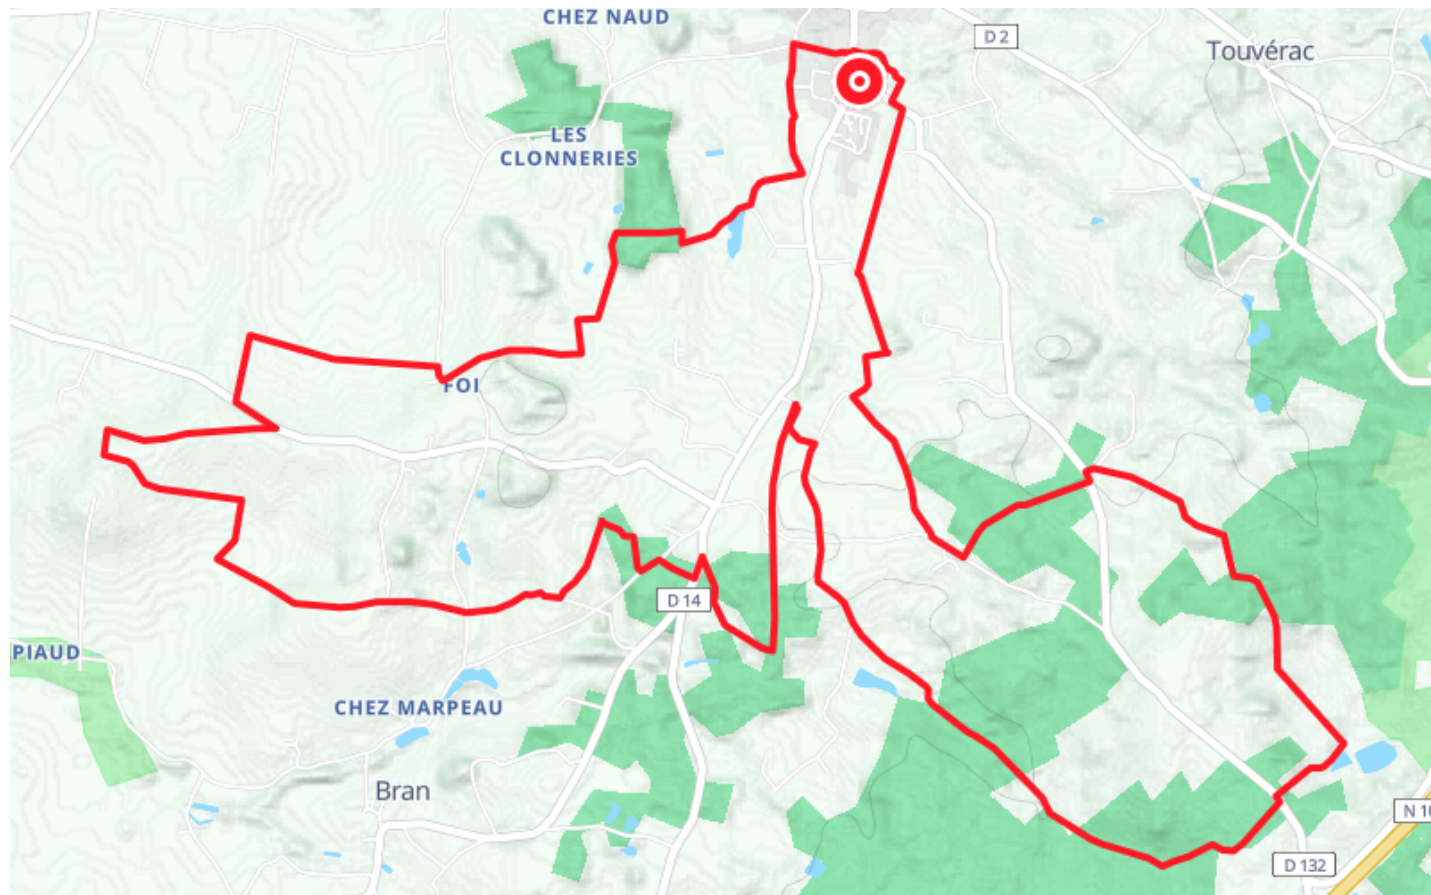 CHEZ NAUD
D 2
Touvérac
LES
CLONNERIES
FOI
D 14
PIAUD
CHEZ MARPEAU
Bran
N 10
D 132